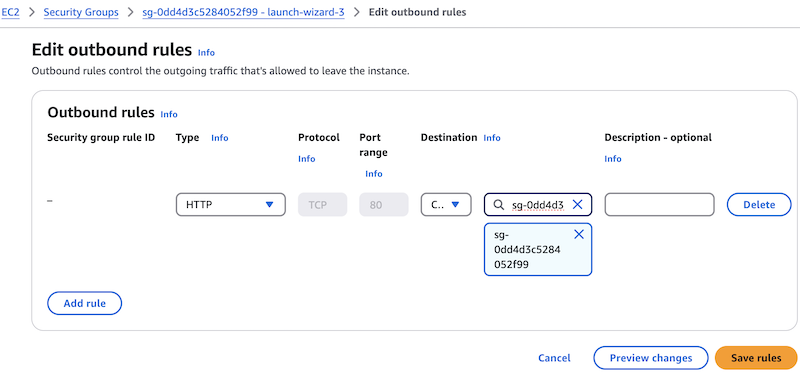 EC2 > Security Groups > sg-0dd4d3c5284052f99 - launch-wizard-3 > Edit outbound rules
Edit outbound rules Info
Outbound rules control the outgoing traffic that's allowed to leave the instance.
Outbound rules Info
Security group rule ID Type Info Protocol Info Port range Info Destination Info Description - optional Info
– HTTP TCP 80 C.. sg-0dd4d3 Delete
sg-
0dd4d3c5284
052f99
Add rule
Cancel Preview changes Save rules